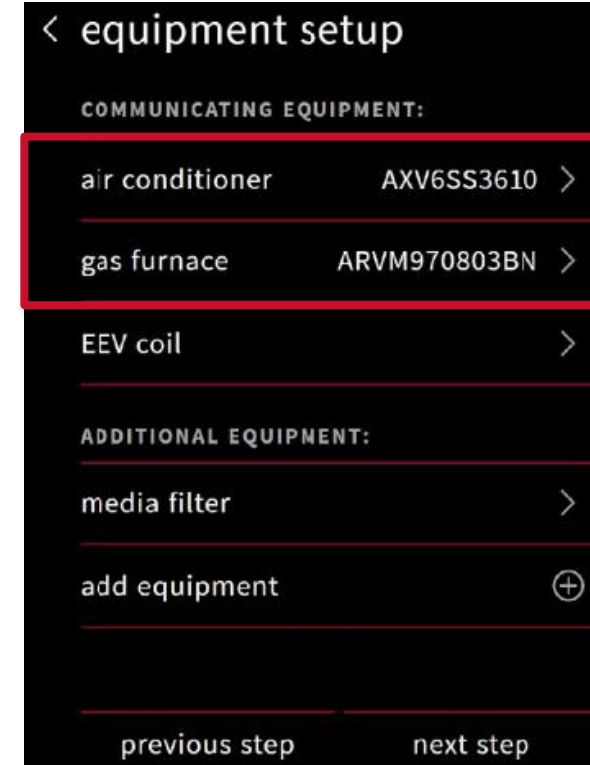 equipment setup
COMMUNICATING EQUIPMENT:
air conditioner AXV6SS3610
gas furnace ARVM970803BN
EEV coil
ADDITIONAL EQUIPMENT:
media filter
add equipment
previous step next step